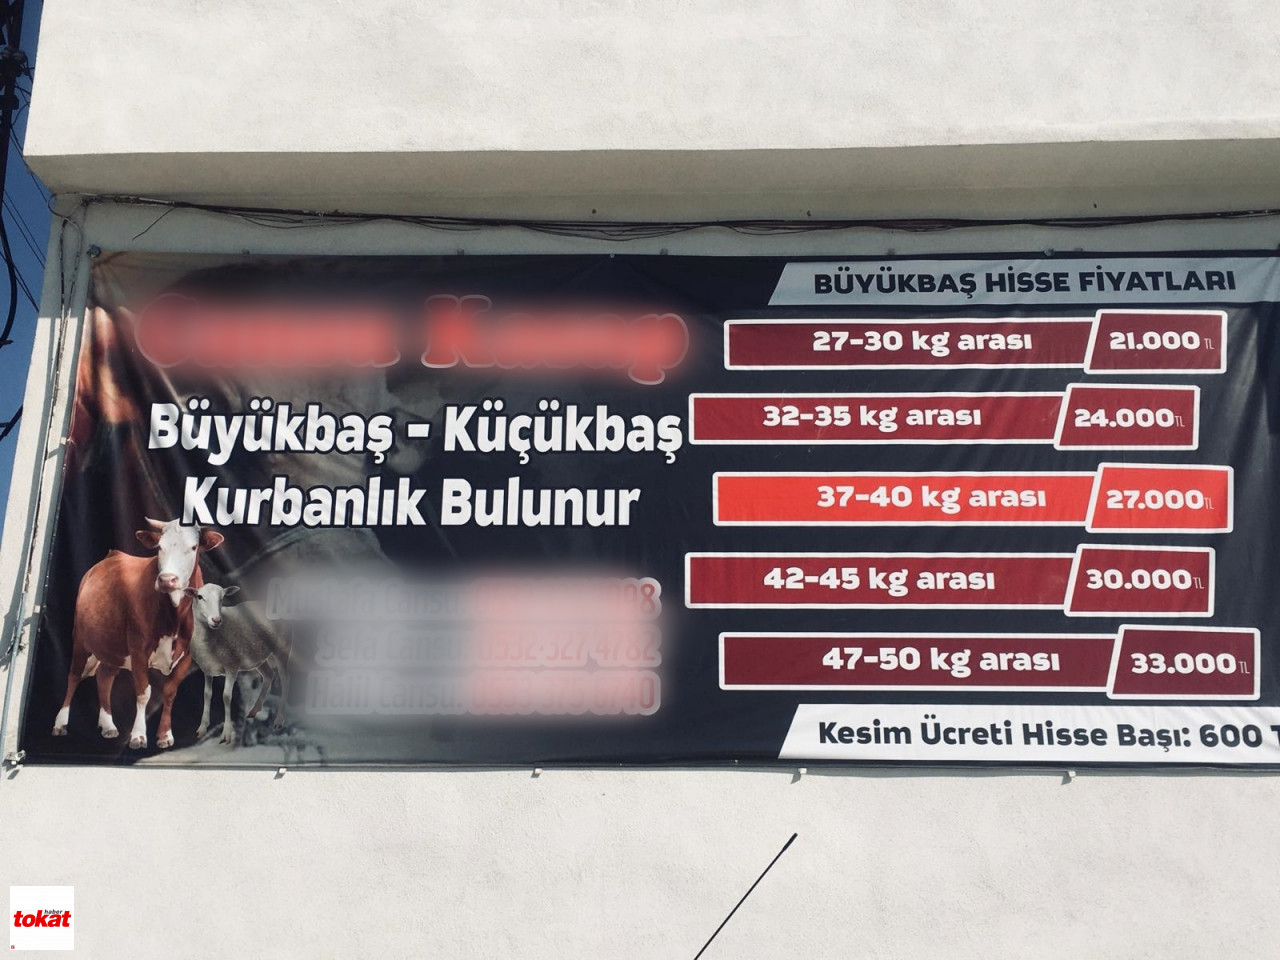 Büyükbaş - Küçükbaş
Kurbanlık Bulunur
BÜYÜKBAŞ HİSSE FİYATLARI
27-30 kg arası 21.000 TL
32-35 kg arası 24.000 TL
37-40 kg arası 27.000 TL
42-45 kg arası 30.000 TL
47-50 kg arası 33.000 TL
Kesim Ücreti Hisse Başı: 600 T
haber
tokat